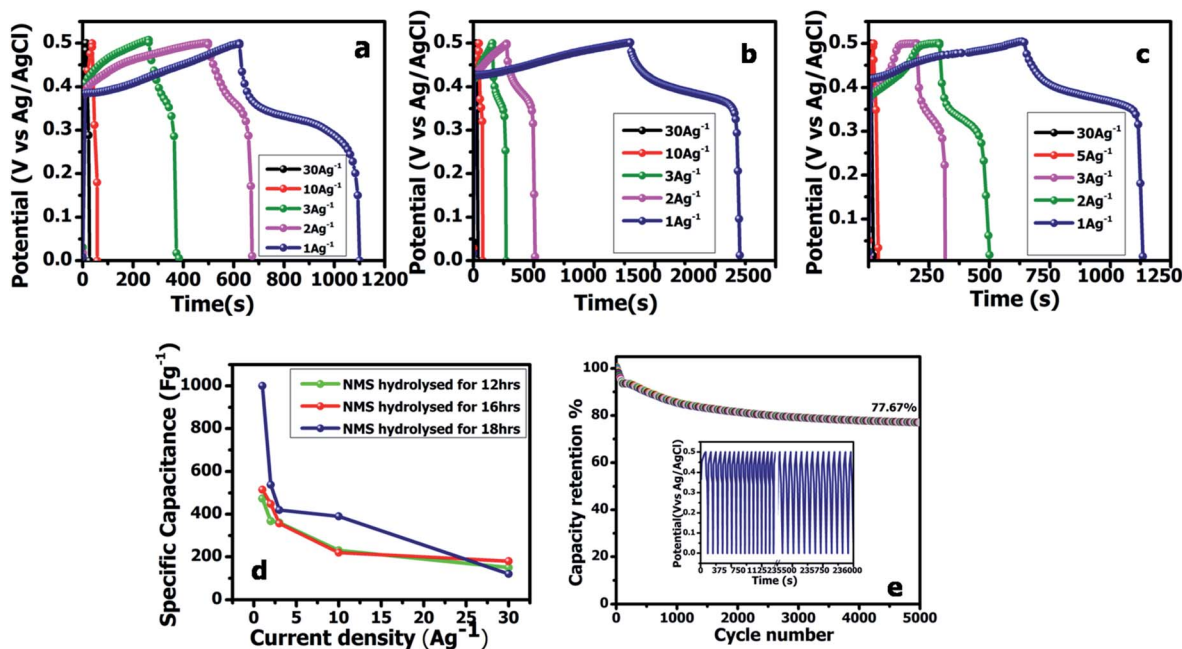 a
0.5
0.4
0.3
0.2
0.1
0.0
Potential (V vs Ag/AgCl)
30Ag⁻¹
10Ag⁻¹
3Ag⁻¹
2Ag⁻¹
1Ag⁻¹
0 200 400 600 800 1000 1200
Time(s)
b
0.5
0.4
0.3
0.2
0.1
0.0
Potential (V vs Ag/AgCl)
30Ag⁻¹
10Ag⁻¹
3Ag⁻¹
2Ag⁻¹
1Ag⁻¹
0 500 1000 1500 2000 2500
Time(s)
c
0.5
0.4
0.3
0.2
0.1
Potential (V vs Ag/AgCl)
30Ag⁻¹
5Ag⁻¹
3Ag⁻¹
2Ag⁻¹
1Ag⁻¹
250 500 750 1000 1250
Time (s)
1000
800
600
400
200
0
Specific Capacitance (Fg⁻¹)
NMS hydrolysed for 12hrs
NMS hydrolysed for 16hrs
NMS hydrolysed for 18hrs
d
0 5 10 15 20 25 30
Current density (Ag⁻¹)
100
80
60
40
20
0
Capacity retention %
77.67%
0.5
0.4
0.3
0.2
0.1
0.0
Potential(Vvs Ag/AgCl)
0 375 750 1125235500 235750 236000
Time (s)
e
0 1000 2000 3000 4000 5000
Cycle number